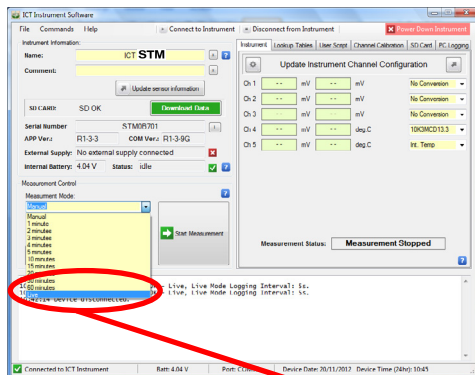 ICT Instrument Software
File Commands Help Connect to Instrument Disconnect from Instrument Power Down Instrument
Instrument Information:
Name: ICT STM
Comment:
Update sensor information
SD CARD: SD OK Download Data
Serial Number STM0B701
APP Ver.: R1-3-3 COM Ver.: R1-3-9G
External Supply: No external supply connected
Internal Battery: 4.04 V Status: idle
Measurement Control
Measurement Mode:
Manual
Manual
1 minute
2 minutes
3 minutes
4 minutes
5 minutes
10 minutes
15 minutes
60 minutes
Start Measurement
Instrument Lookup Tables User Script Channel Calibration SD Card PC Logging
Update Instrument Channel Configuration
Ch 1 -- mV -- mV No Conversion
Ch 2 -- mV -- mV No Conversion
Ch 3 -- mV -- mV No Conversion
Ch 4 -- mV -- deg.C 10K3MCD13:3
Ch 5 -- mV -- deg.C Int. Temp
Measurement Status: Measurement Stopped
Live, Live Mode Logging Interval: 5s.
Live, Live Mode Logging Interval: 5s.
Device disconnected.
Connected to ICT Instrument Batt: 4.04 V Port: Device Date: 20/11/2012 Device Time (24hr): 10:45